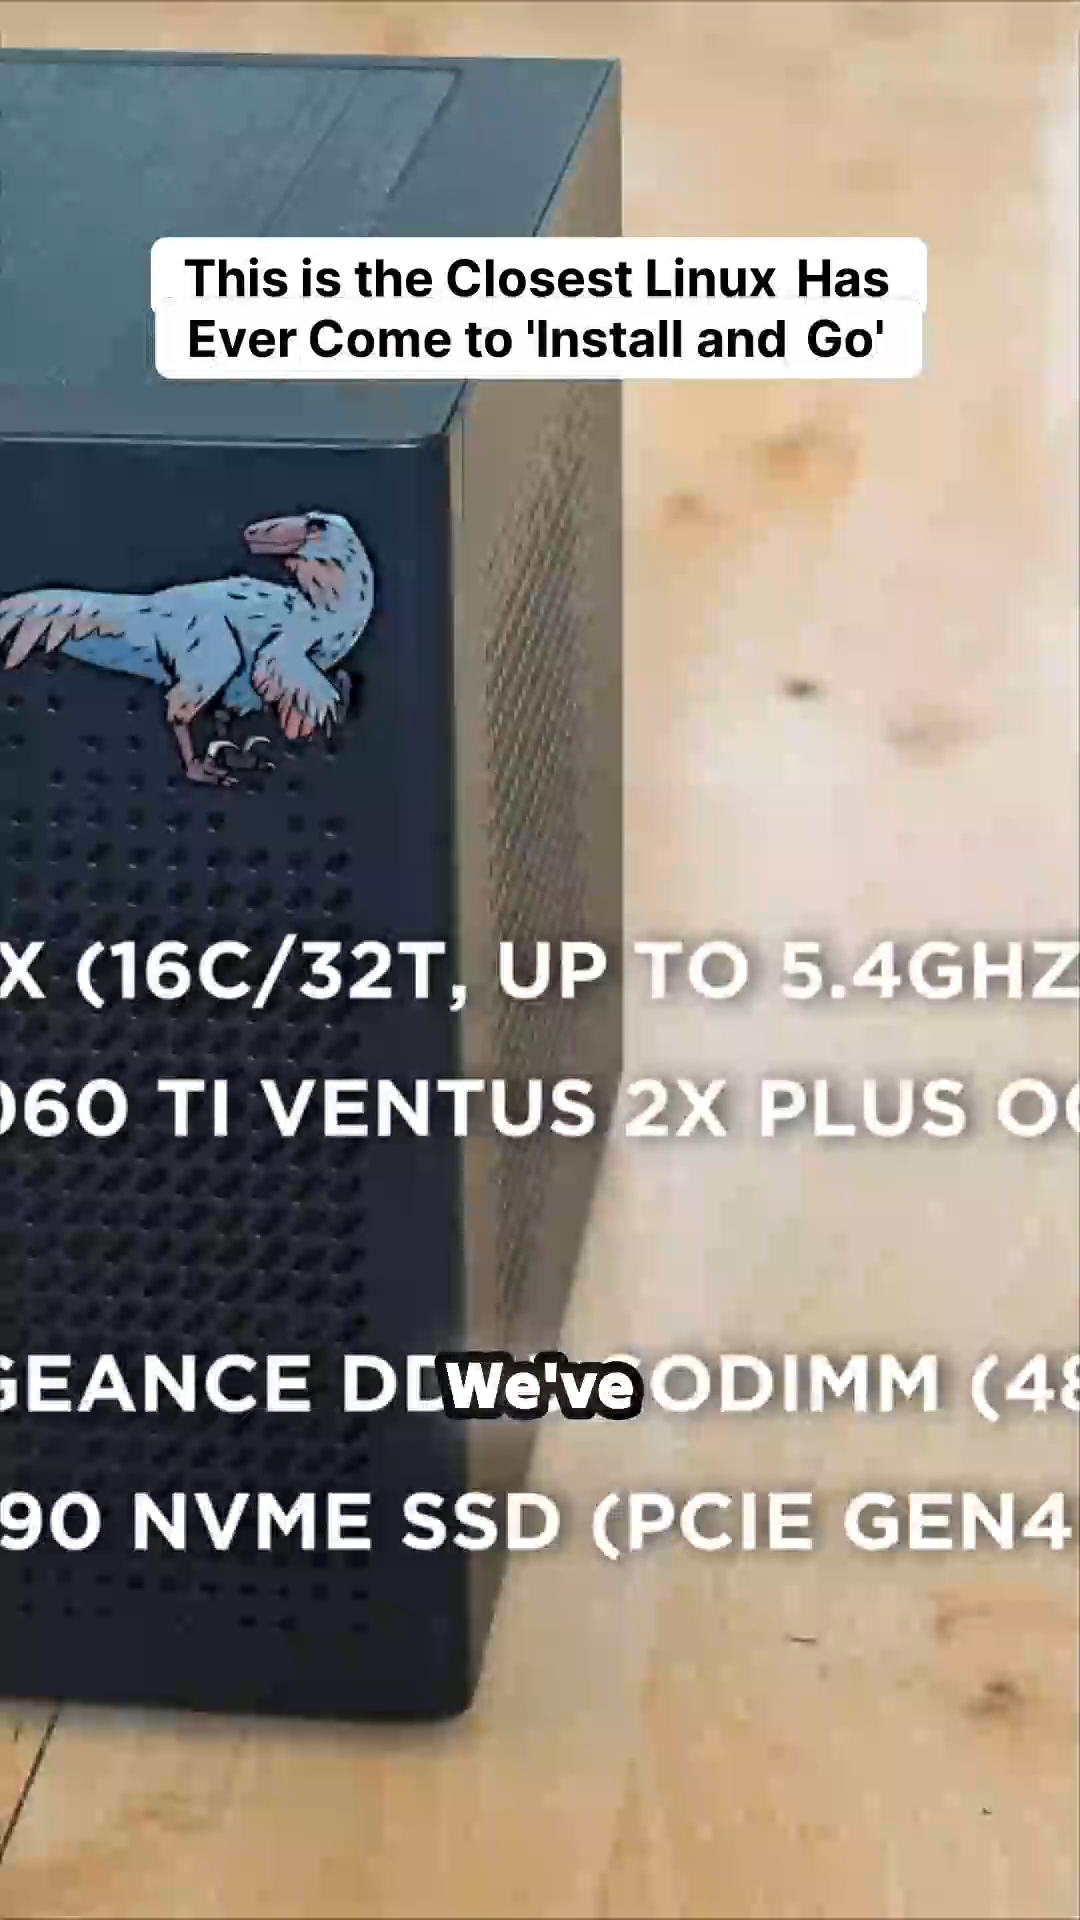 This is the Closest Linux Has
Ever Come to 'Install and Go'
X (16C/32T, UP TO 5.4GHZ
060 TI VENTUS 2X PLUS OC
We've
GEANCE ODIMM (48
90 NVME SSD (PCIE GEN4